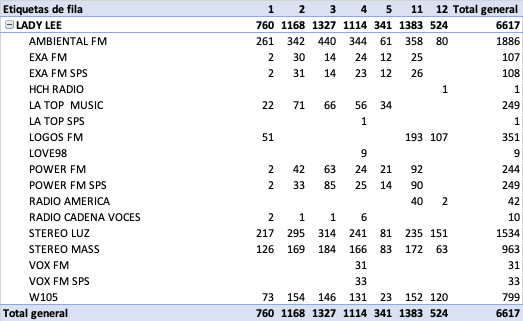 Etiquetas de fila 1 2 3 4 5 11 12 Total general
LADY LEE 760 1168 1327 1114 341 1383 524 6617
AMBIENTAL FM 261 342 440 344 61 358 80 1886
EXA FM 2 30 14 24 12 25 107
EXA FM SPS 2 31 14 23 12 26 108
HCH RADIO 1 1
LA TOP MUSIC 22 71 66 56 34 249
LA TOP SPS 1 1
LOGOS FM 51 193 107 351
LOVE98 9 9
POWER FM 2 42 63 24 21 92 244
POWER FM SPS 2 33 85 25 14 90 249
RADIO AMERICA 40 2 42
RADIO CADENA VOCES 2 1 1 6 10
STEREO LUZ 217 295 314 241 81 235 151 1534
STEREO MASS 126 169 184 166 83 172 63 963
VOX FM 31 31
VOX FM SPS 33 33
W105 73 154 146 131 23 152 120 799
Total general 760 1168 1327 1114 341 1383 524 6617